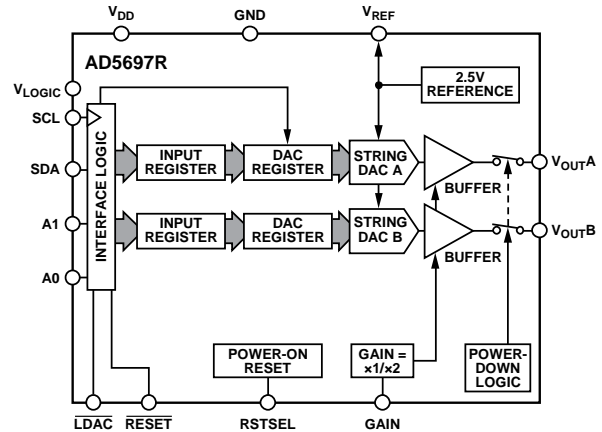 VDD
GND
VREF
AD5697R
2.5V
REFERENCE
VLOGIC
SCL
SDA
A1
A0
INTERFACE LOGIC
INPUT
REGISTER
DAC
REGISTER
STRING
DAC A
BUFFER
VOUTA
INPUT
REGISTER
DAC
REGISTER
STRING
DAC B
BUFFER
VOUTB
POWER-ON
RESET
GAIN =
×1/×2
POWER-
DOWN
LOGIC
LDAC
RESET
RSTSEL
GAIN